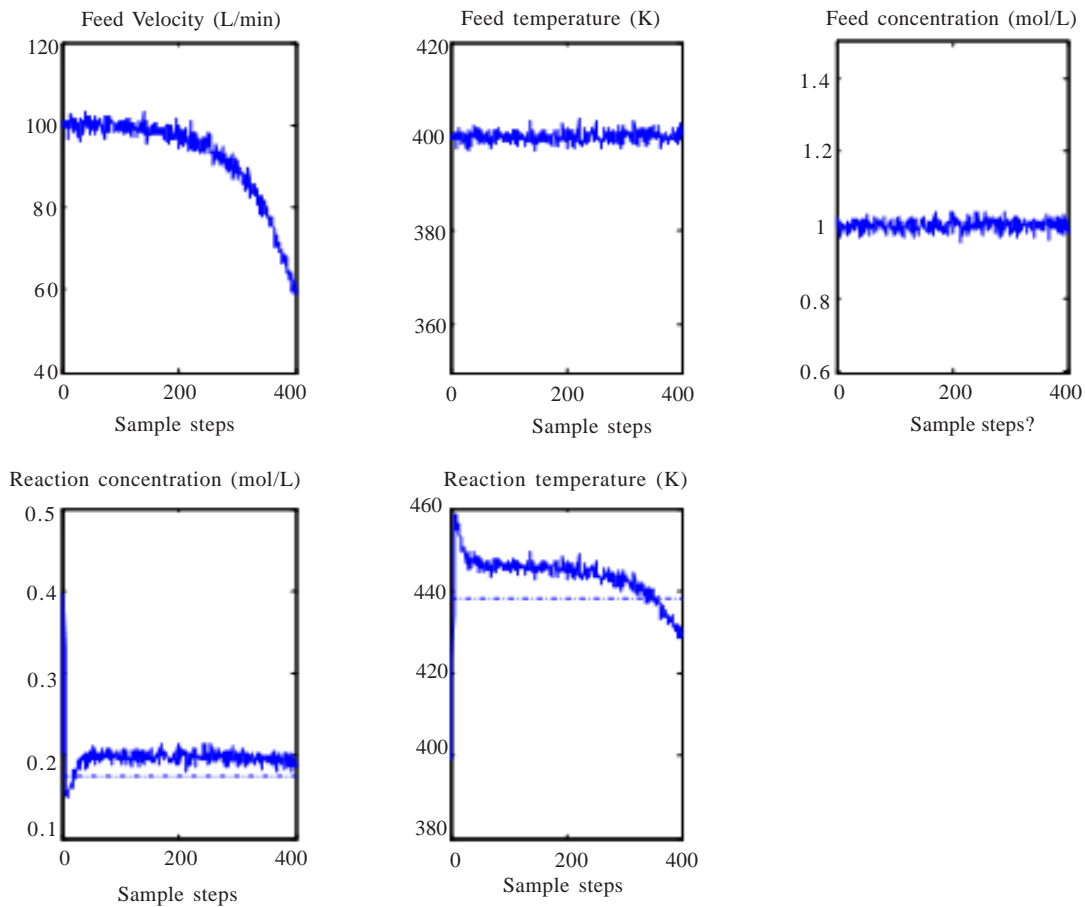 Feed Velocity (L/min)
120
100
80
60
40
0 200 400
Sample steps
Feed temperature (K)
420
400
380
360
0 200 400
Sample steps
Feed concentration (mol/L)
1.4
1.2
1
0.8
0.6
0 200 400
Sample steps?
Reaction concentration (mol/L)
0.5
0.4
0.3
0.2
0.1
0 200 400
Sample steps
Reaction temperature (K)
460
440
420
400
380
0 200 400
Sample steps